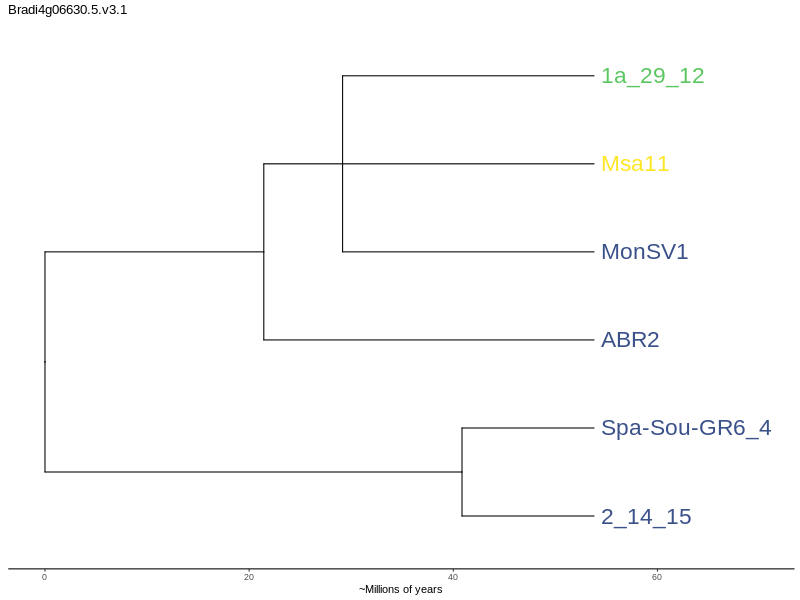 Bradi4g06630.5.v3.1
1a_29_12
Msa11
MonSV1
ABR2
Spa-Sou-GR6_4
2_14_15
0 20 40 60
~Millions of years